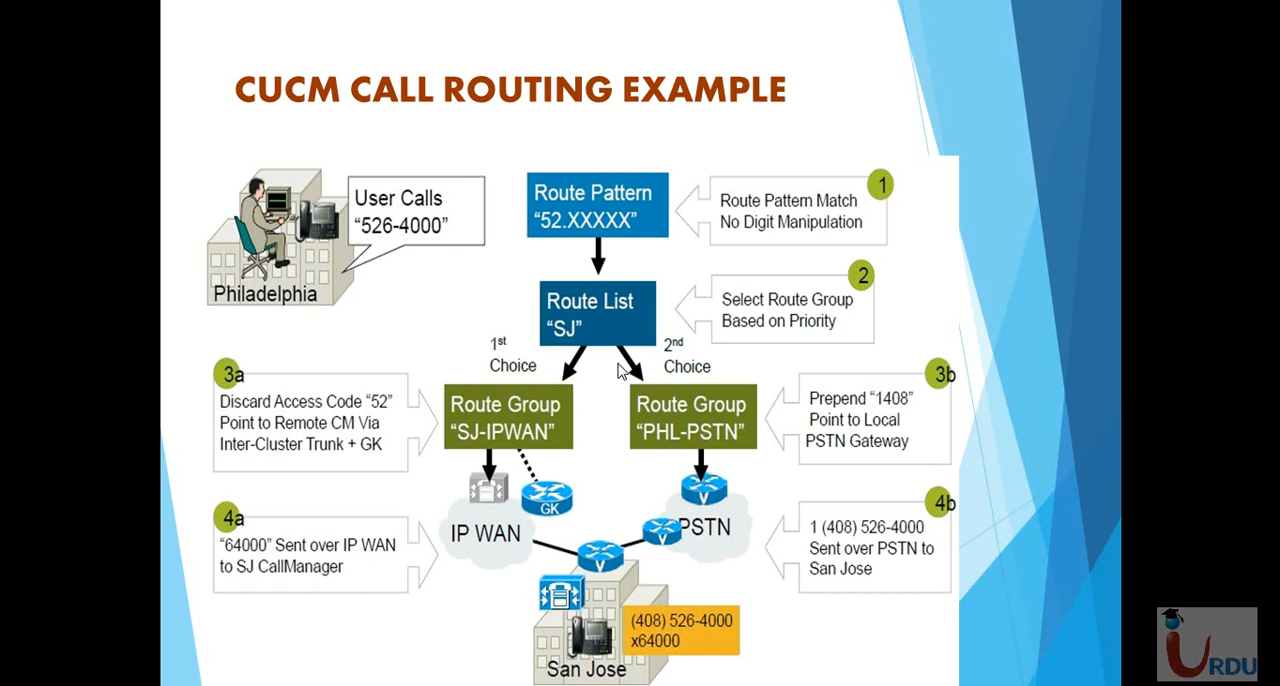 CUCM CALL ROUTING EXAMPLE
User Calls
"526-4000"
Philadelphia
Route Pattern
"52.XXXXX"
1
Route Pattern Match
No Digit Manipulation
Route List
"SJ"
2
Select Route Group
Based on Priority
1st
Choice
2nd
Choice
3a
Discard Access Code "52"
Point to Remote CM Via
Inter-Cluster Trunk + GK
Route Group
"SJ-IPWAN"
Route Group
"PHL-PSTN"
3b
Prepend "1408"
Point to Local
PSTN Gateway
4a
"64000" Sent over IP WAN
to SJ CallManager
GK
IP WAN
V
PSTN
V
V
4b
1 (408) 526-4000
Sent over PSTN to
San Jose
(408) 526-4000
x64000
San Jose
iURDU